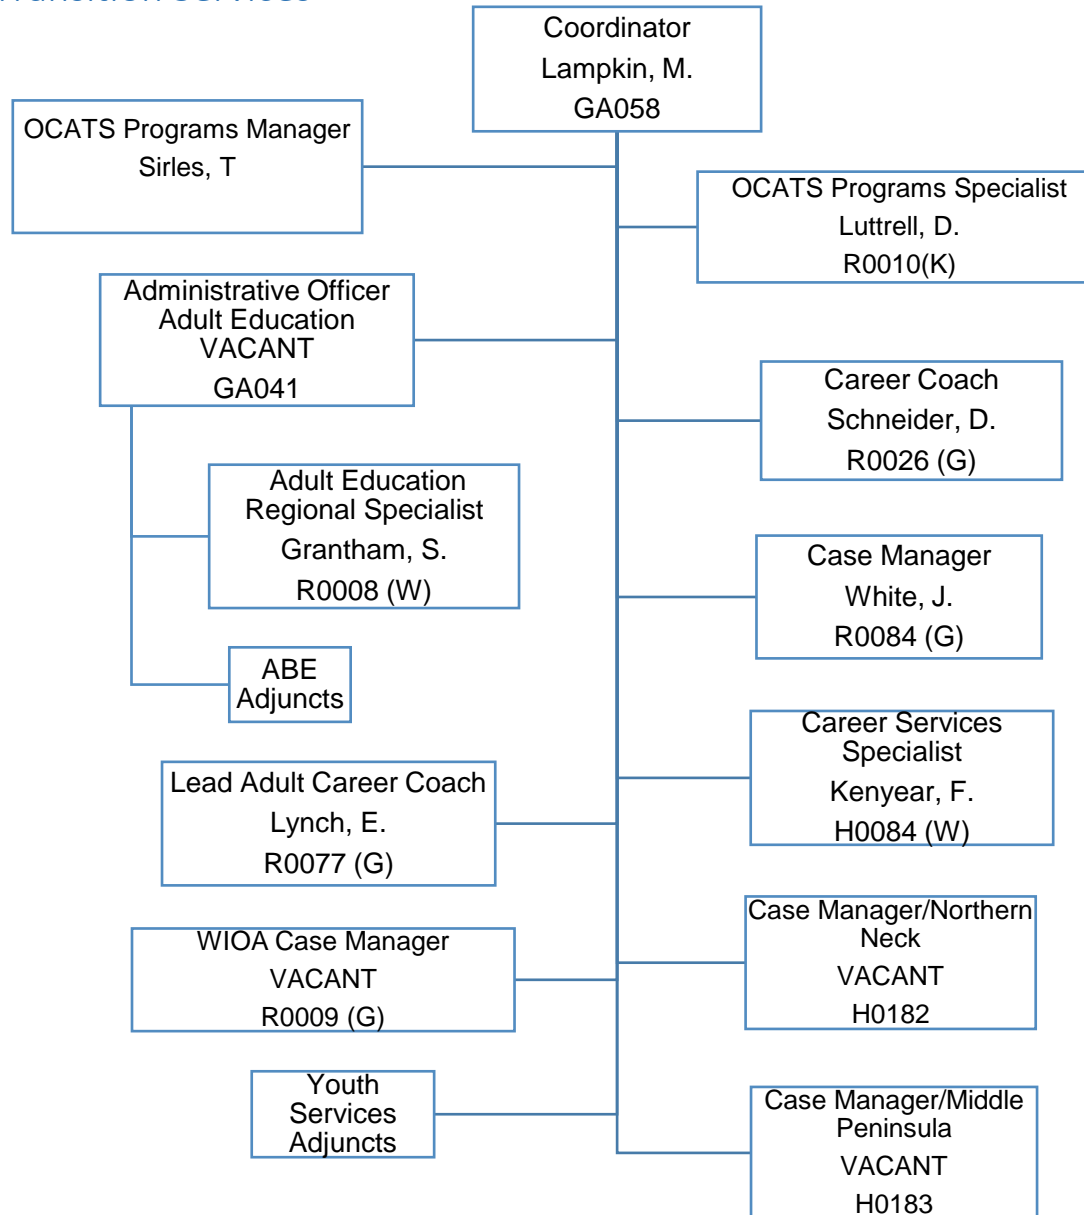 Transition Services
Coordinator
Lampkin, M.
GA058
OCATS Programs Manager
Sirles, T
OCATS Programs Specialist
Luttrell, D.
R0010(K)
Administrative Officer
Adult Education
VACANT
GA041
Career Coach
Schneider, D.
R0026 (G)
Adult Education
Regional Specialist
Grantham, S.
R0008 (W)
Case Manager
White, J.
R0084 (G)
ABE
Adjuncts
Career Services
Specialist
Kenyear, F.
H0084 (W)
Lead Adult Career Coach
Lynch, E.
R0077 (G)
WIOA Case Manager
VACANT
R0009 (G)
Case Manager/Northern
Neck
VACANT
H0182
Youth
Services
Adjuncts
Case Manager/Middle
Peninsula
VACANT
H0183